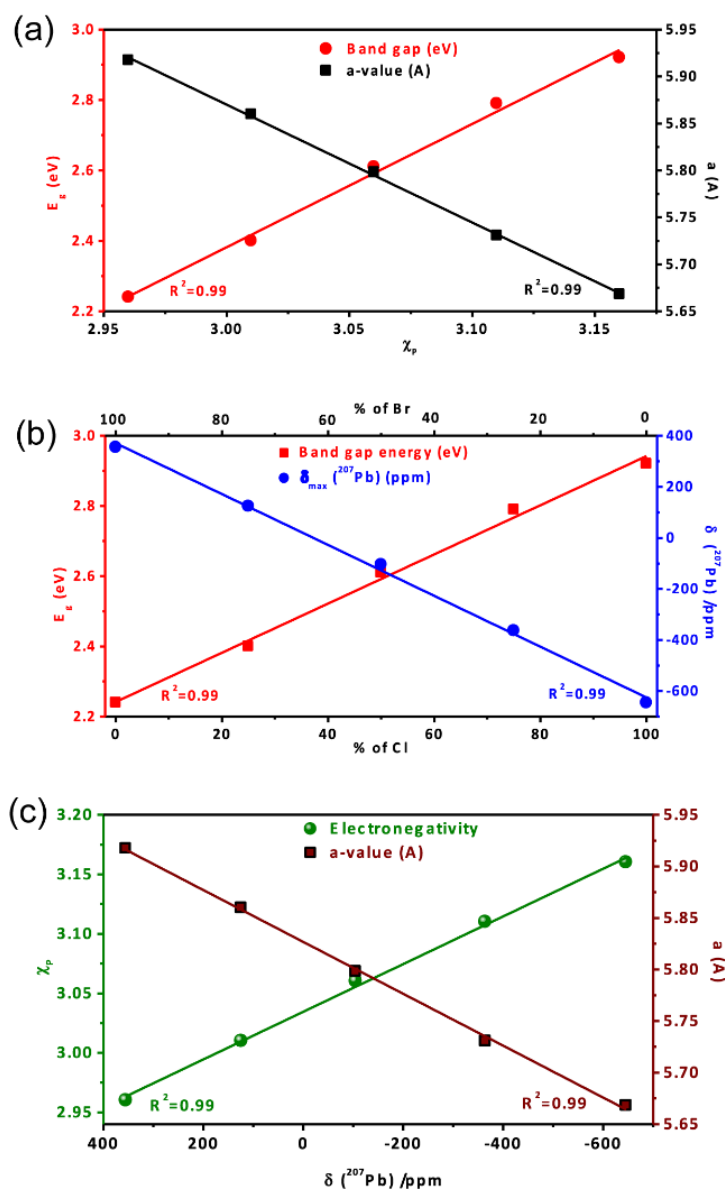 (a)
Band gap (eV)
a-value (A)
3.0
2.8
2.6
2.4
2.2
E g (eV)
5.95
5.90
5.85
5.80
5.75
5.70
5.65
a (A)
R²=0.99
R²=0.99
2.95 3.00 3.05 3.10 3.15
χP
(b)
% of Br
100 80 60 40 20 0
Band gap energy (eV)
δmax (²⁰⁷Pb) (ppm)
3.0
2.8
2.6
2.4
2.2
E g (eV)
400
200
0
-200
-400
-600
δ (²⁰⁷Pb) /ppm
R²=0.99
R²=0.99
0 20 40 60 80 100
% of Cl
(c)
Electronegativity
a-value (A)
3.20
3.15
3.10
3.05
3.00
2.95
χP
5.95
5.90
5.85
5.80
5.75
5.70
5.65
a (A)
R²=0.99
R²=0.99
400 200 0 -200 -400 -600
δ (²⁰⁷Pb) /ppm